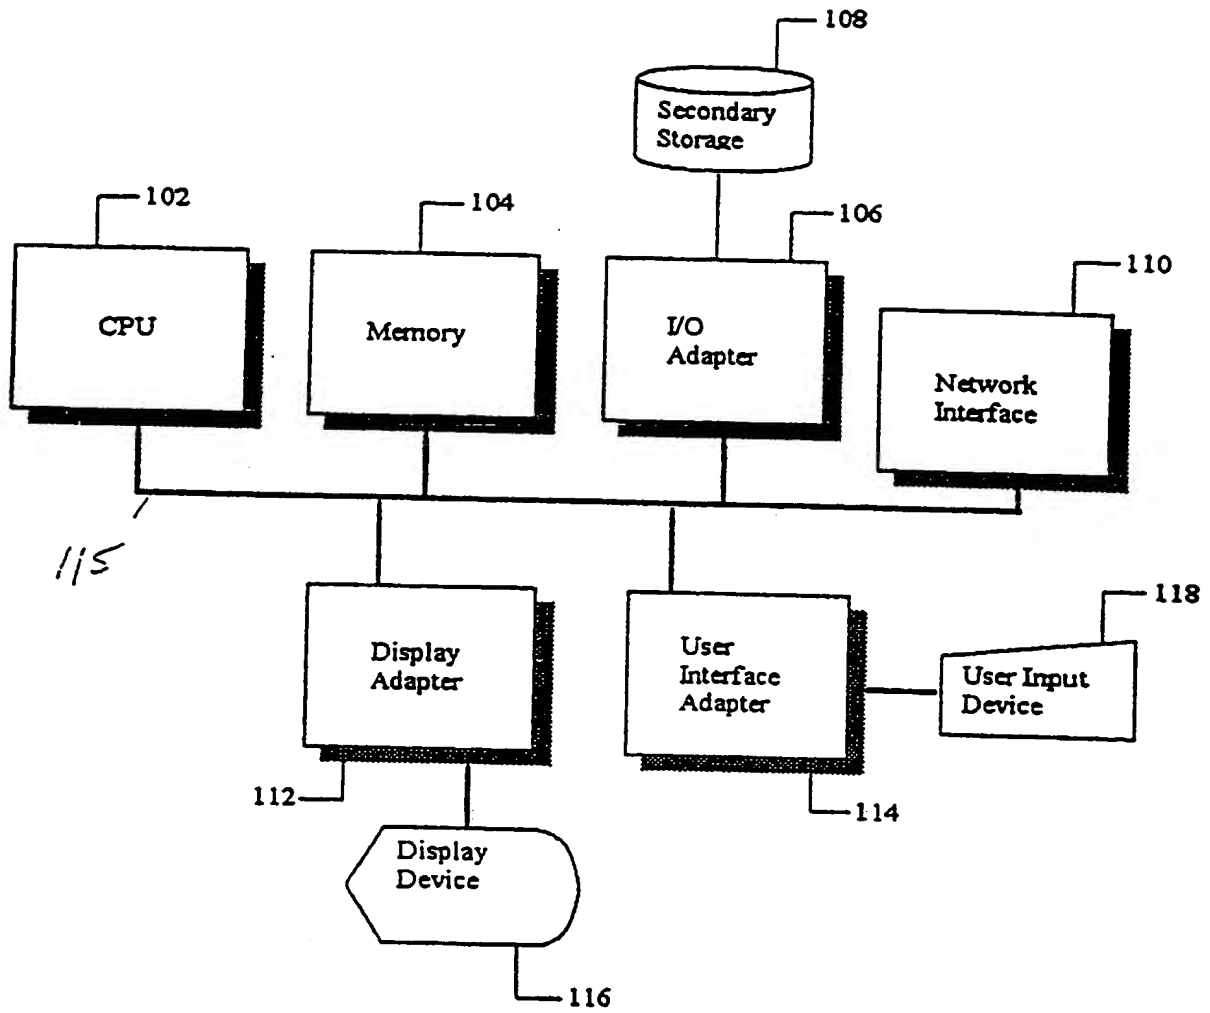 108
Secondary
Storage
102
104
106
110
CPU
Memory
I/O
Adapter
Network
Interface
115
118
Display
Adapter
User
Interface
Adapter
User Input
Device
112
114
Display
Device
116